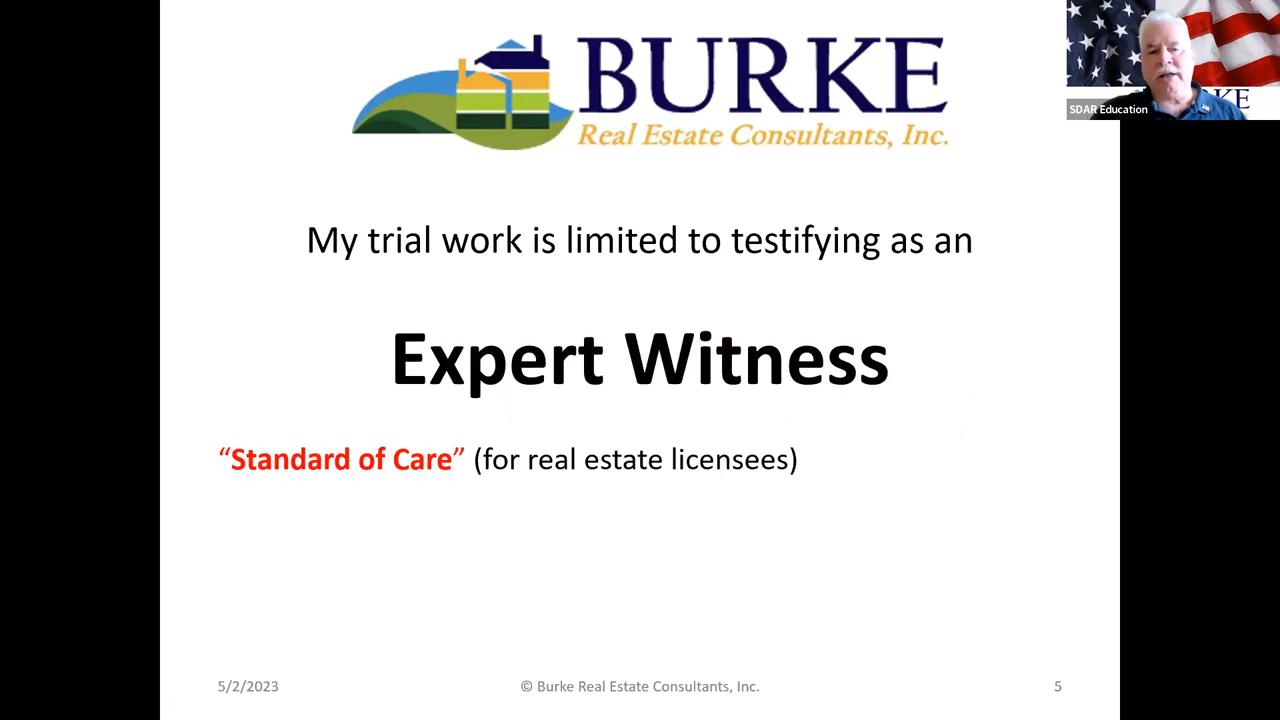 BURKE
Real Estate Consultants, Inc.
SDAR Education
KE
My trial work is limited to testifying as an
Expert Witness
“Standard of Care” (for real estate licensees)
5/2/2023
© Burke Real Estate Consultants, Inc.
5